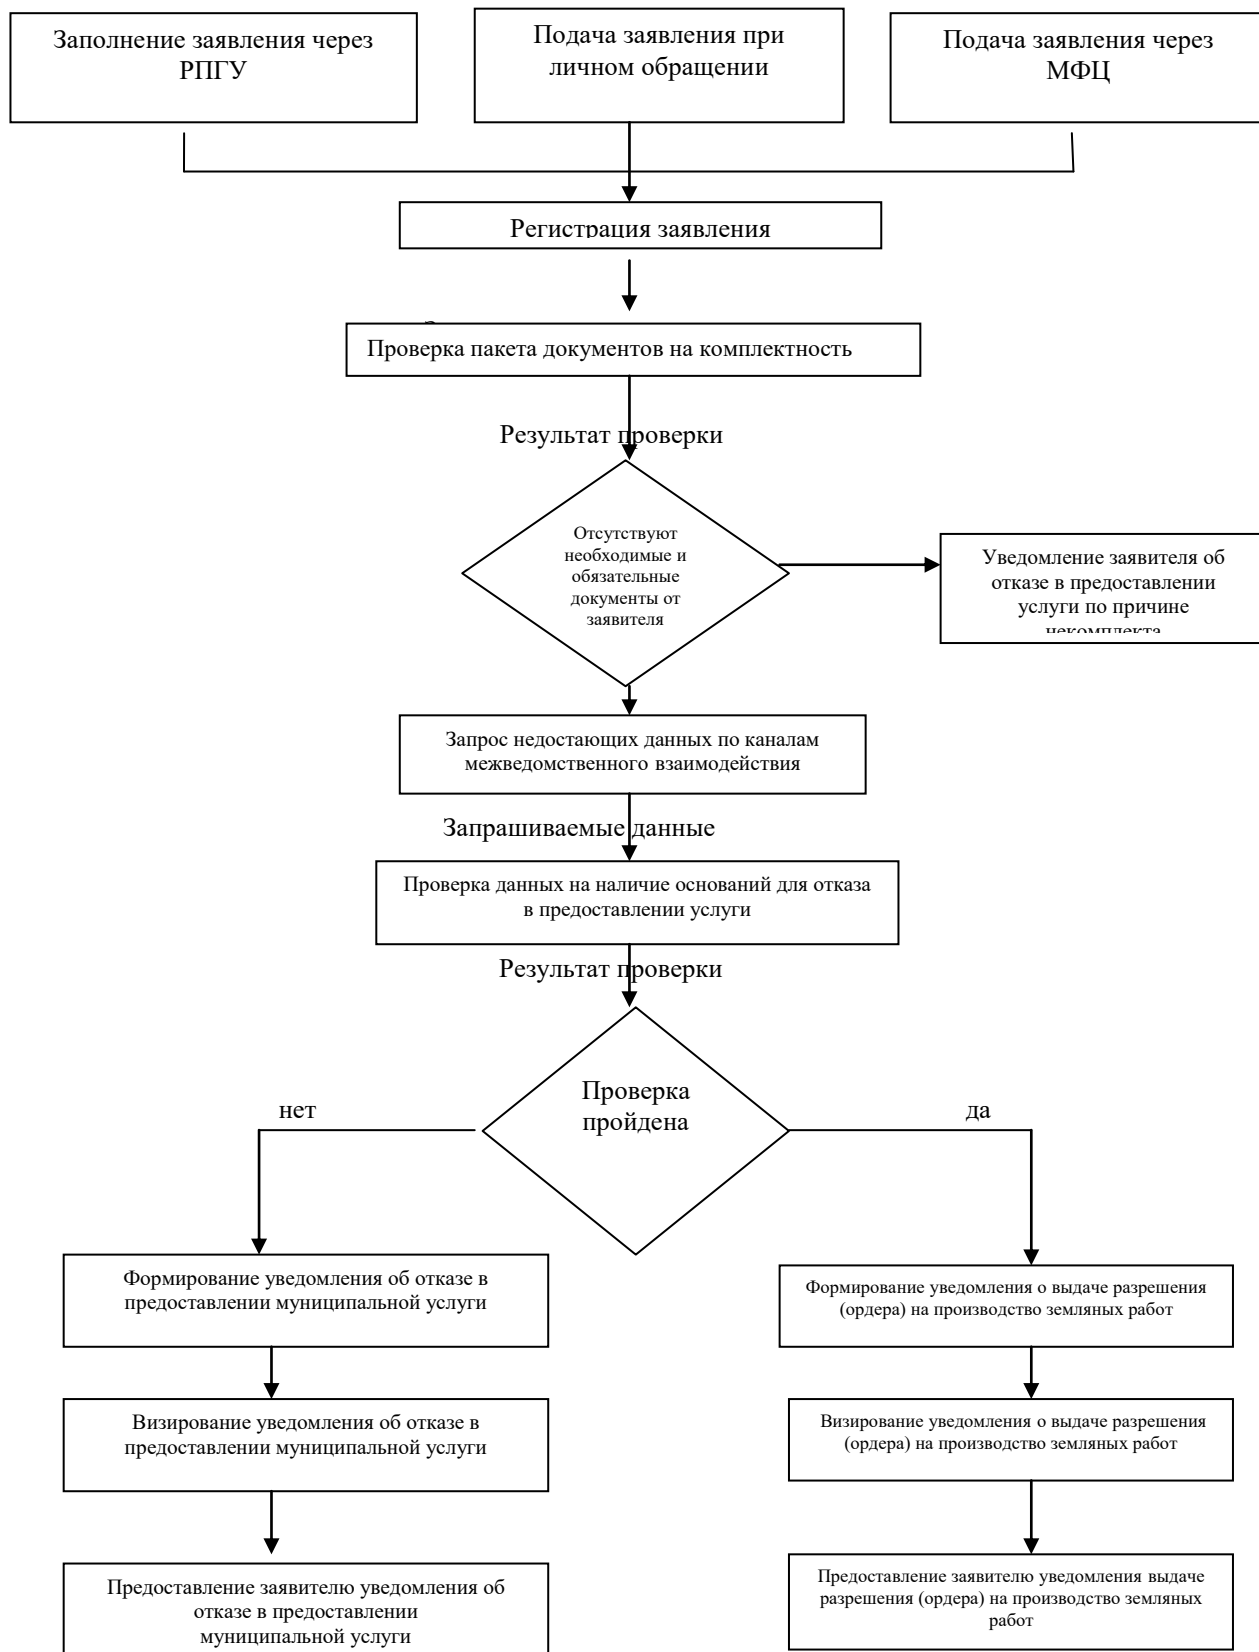 Заполнение заявления через
РПГУ
Подача заявления при
личном обращении
Подача заявления через
МФЦ
Регистрация заявления
Проверка пакета документов на комплектность
Результат проверки
Отсутствуют
необходимые и
обязательные
документы от
заявителя
Уведомление заявителя об
отказе в предоставлении
услуги по причине
некомплекта
Запрос недостающих данных по каналам
межведомственного взаимодействия
Запрашиваемые данные
Проверка данных на наличие оснований для отказа
в предоставлении услуги
Результат проверки
Проверка
пройдена
нет
да
Формирование уведомления об отказе в
предоставлении муниципальной услуги
Формирование уведомления о выдаче разрешения
(ордера) на производство земляных работ
Визирование уведомления об отказе в
предоставлении муниципальной услуги
Визирование уведомления о выдаче разрешения
(ордера) на производство земляных работ
Предоставление заявителю уведомления об
отказе в предоставлении
муниципальной услуги
Предоставление заявителю уведомления выдаче
разрешения (ордера) на производство земляных
работ